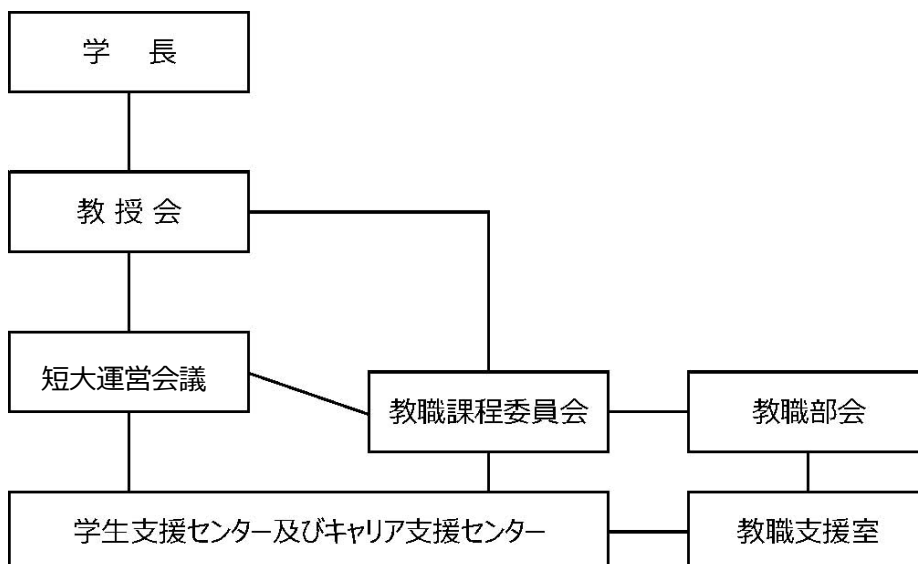 学　長
教 授 会
短大運営会議
教職課程委員会
教職部会
学生支援センター及びキャリア支援センター
教職支援室